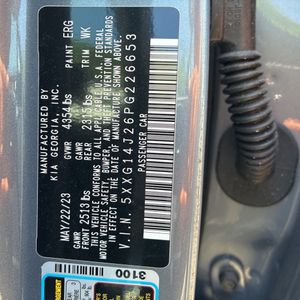 MANUFACTURED BY
KIA GEORGIA, INC.
MAY/22/23
GVWR 4354 lbs
PAINT ERG
GAWR FRONT 2513 lbs
GAWR REAR 2315 lbs
TRIM WK
THIS VEHICLE CONFORMS TO ALL APPLICABLE U.S.A. FEDERAL
MOTOR VEHICLE SAFETY, BUMPER, AND THEFT PREVENTION STANDARDS
IN EFFECT ON THE DATE OF MANUFACTURE SHOWN ABOVE.
V.I.N. 5XXG14J26PG226653
PASSENGER CAR
3100